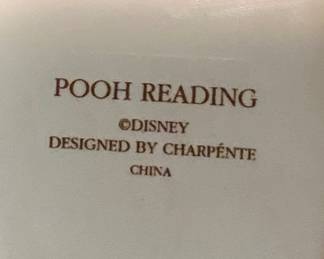 POOH READING
©DISNEY
DESIGNED BY CHARPÉNTE
CHINA